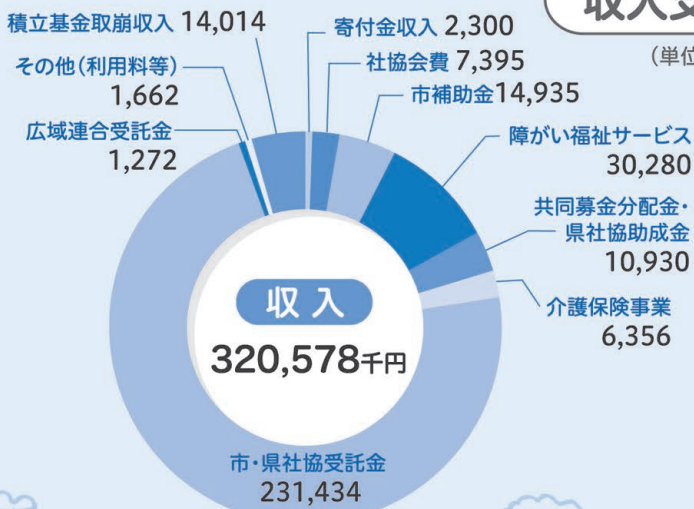 収入支
(単位
積立基金取崩収入 14,014
その他(利用料等)
1,662
広域連合受託金
1,272
寄付金収入 2,300
社協会費 7,395
市補助金14,935
障がい福祉サービス
30,280
共同募金分配金・
県社協助成金
10,930
介護保険事業
6,356
収入
320,578千円
市・県社協受託金
231,434